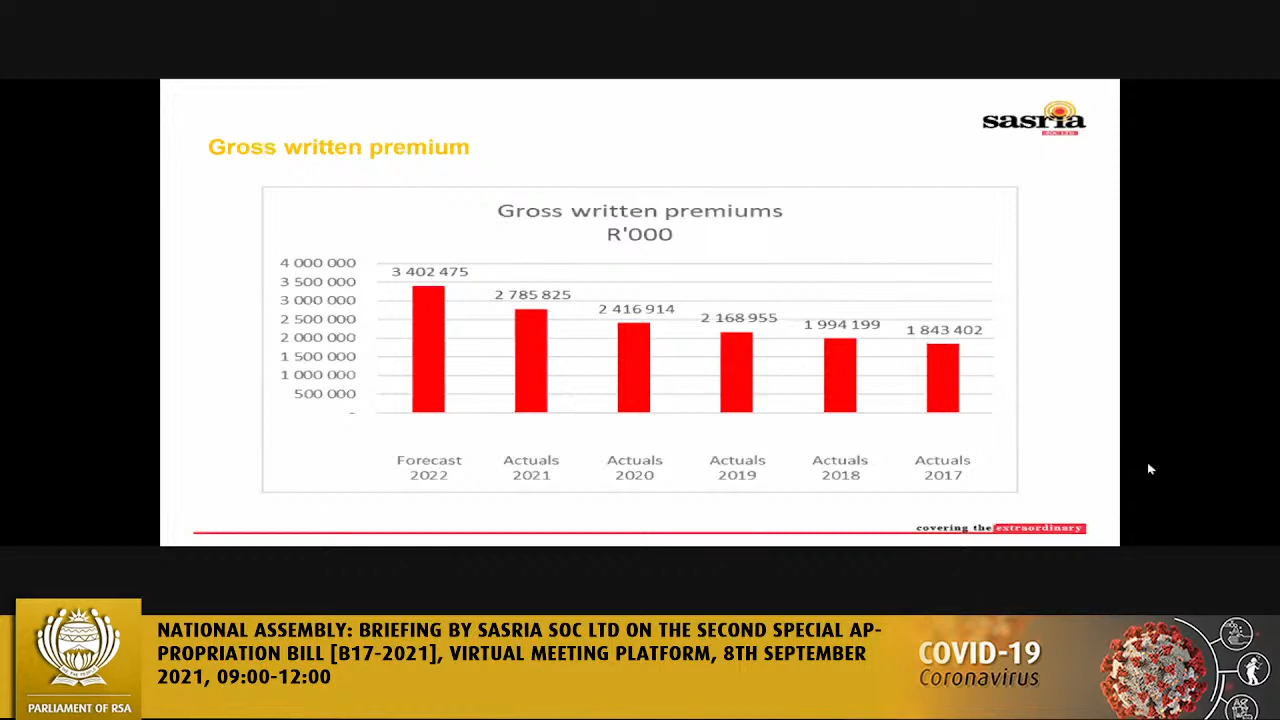 sasria
SOC LTD
Gross written premium
Gross written premiums
R'000
4 000 000
3 500 000
3 000 000
2 500 000
2 000 000
1 500 000
1 000 000
500 000
-
3 402 475
2 785 825
2 416 914
2 168 955
1 994 199
1 843 402
Forecast 2022
Actuals 2021
Actuals 2020
Actuals 2019
Actuals 2018
Actuals 2017
covering the extraordinary
NATIONAL ASSEMBLY: BRIEFING BY SASRIA SOC LTD ON THE SECOND SPECIAL AP-
PROPRIATION BILL [B17-2021], VIRTUAL MEETING PLATFORM, 8TH SEPTEMBER
2021, 09:00-12:00
PARLIAMENT OF RSA
COVID-19
Coronavirus